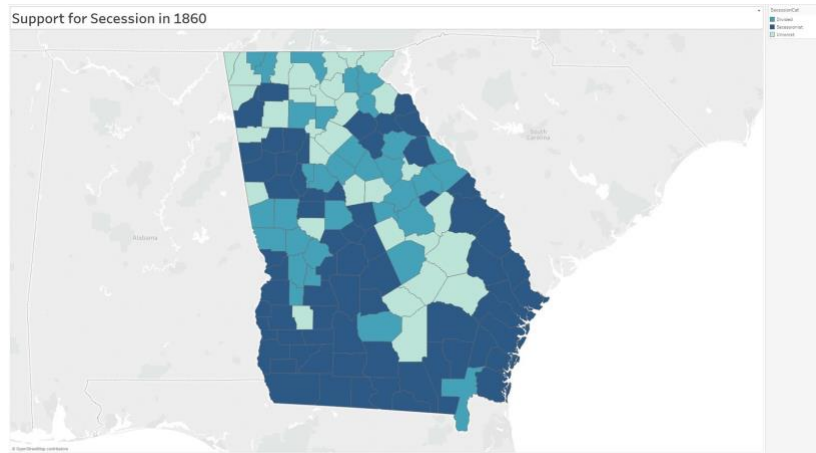 Support for Secession in 1860
SecessionCat
Divided
Secessionist
Unionist
South
Carolina
Alabama
© OpenStreetMap contributors